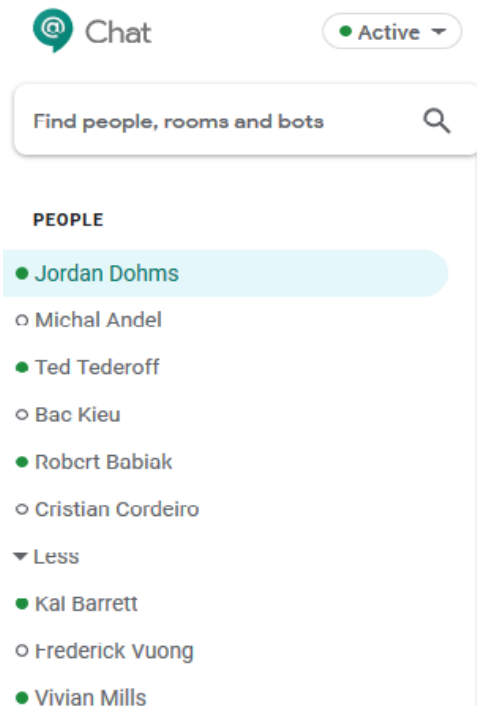 @ Chat
Active
Find people, rooms and bots
PEOPLE
Jordan Dohms
Michal Andel
Ted Tederoff
Bac Kieu
Robert Babiak
Cristian Cordeiro
Less
Kal Barrett
Frederick Vuong
Vivian Mills